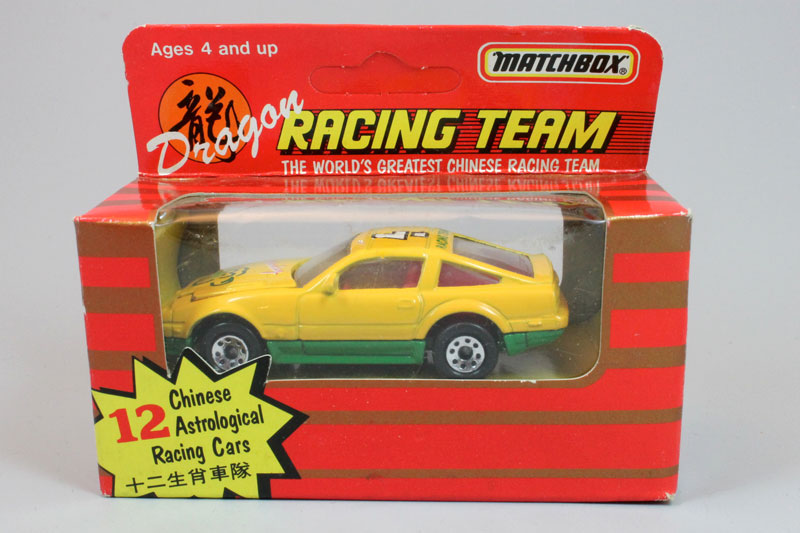 Ages 4 and up
MATCHBOX®
龍
Dragon
RACING TEAM
THE WORLD'S GREATEST CHINESE RACING TEAM
12 Chinese
Astrological
Racing Cars
十二生肖車隊